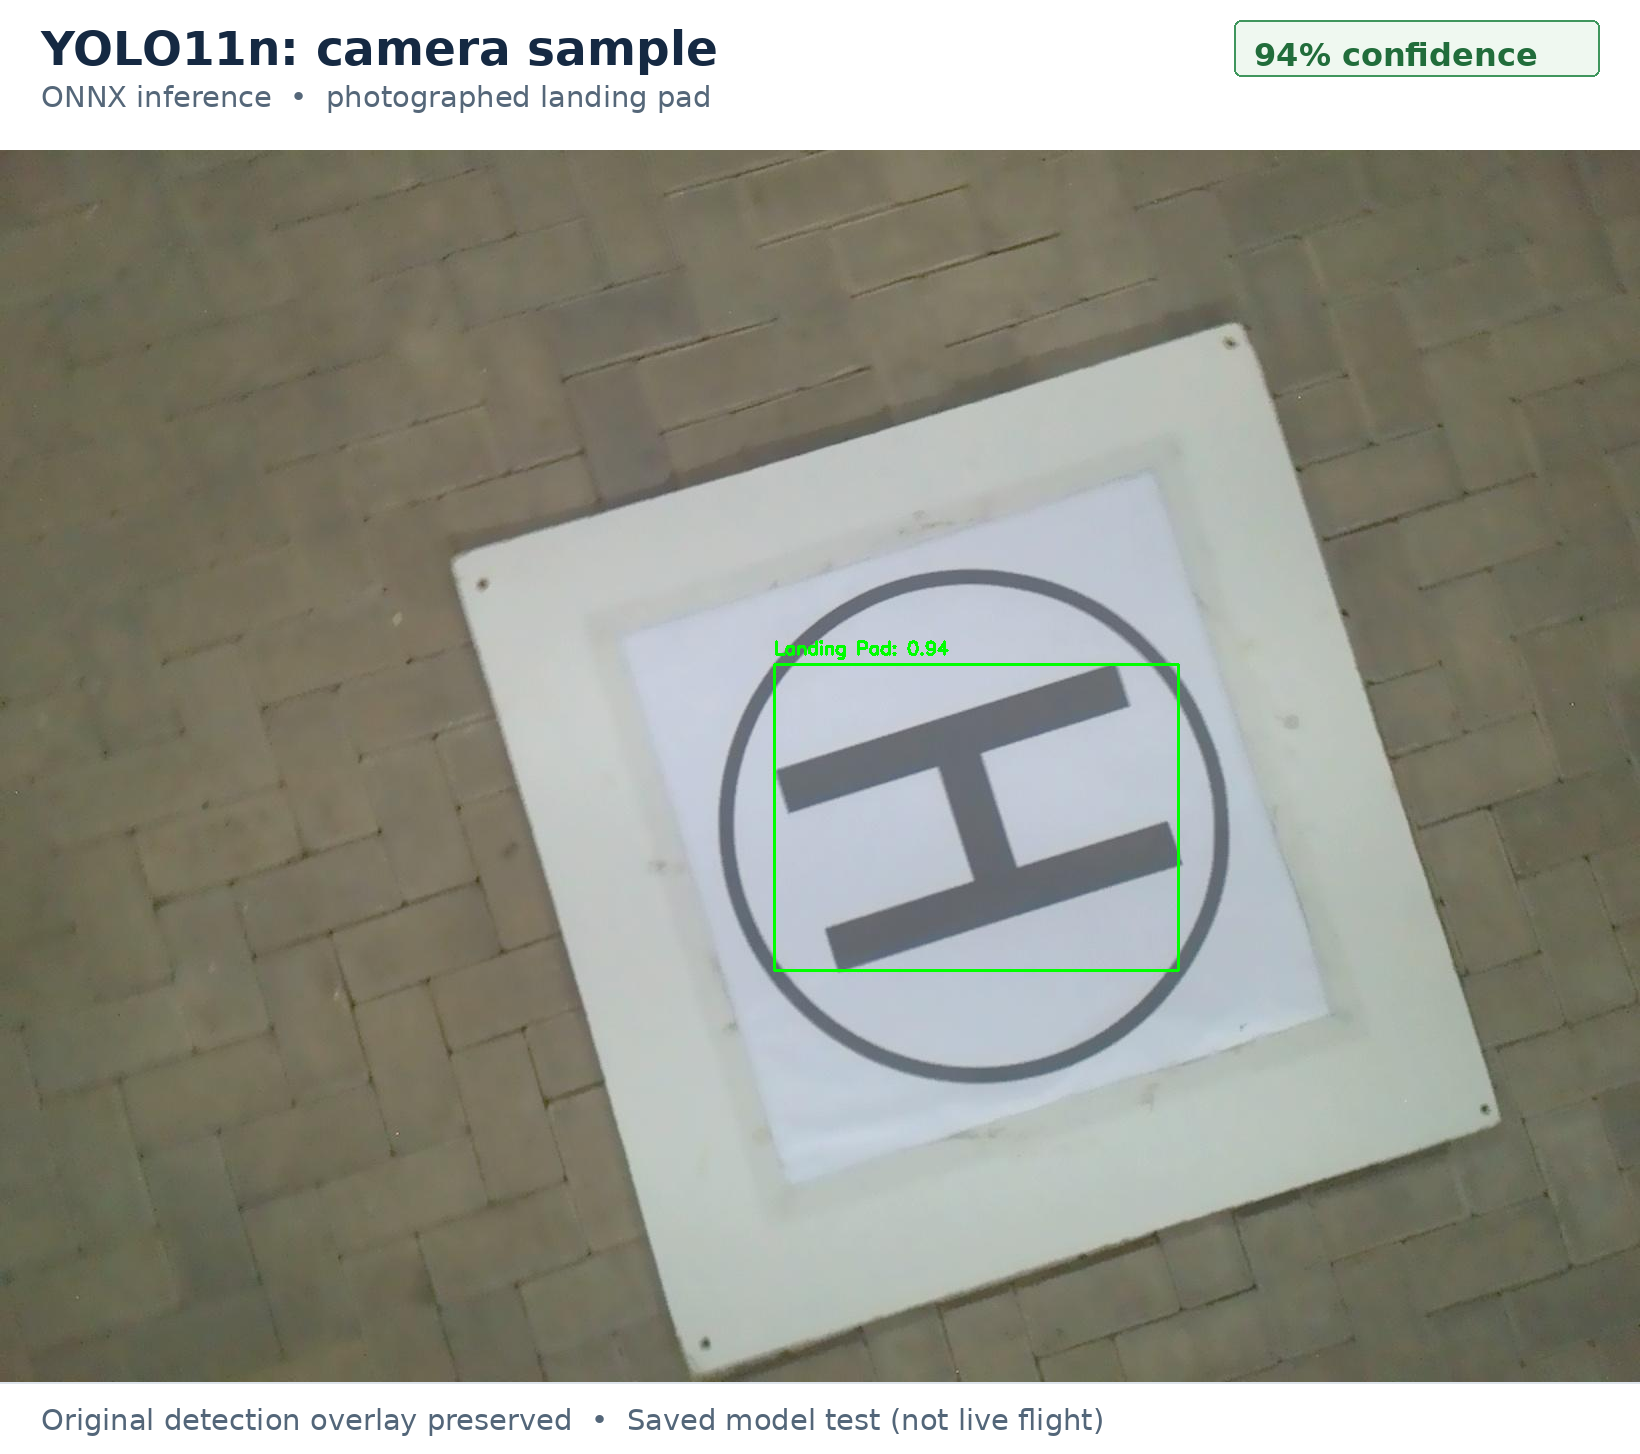 YOLO11n: camera sample
94% confidence
ONNX inference • photographed landing pad
Landing Pad: 0.94
H
Original detection overlay preserved • Saved model test (not live flight)